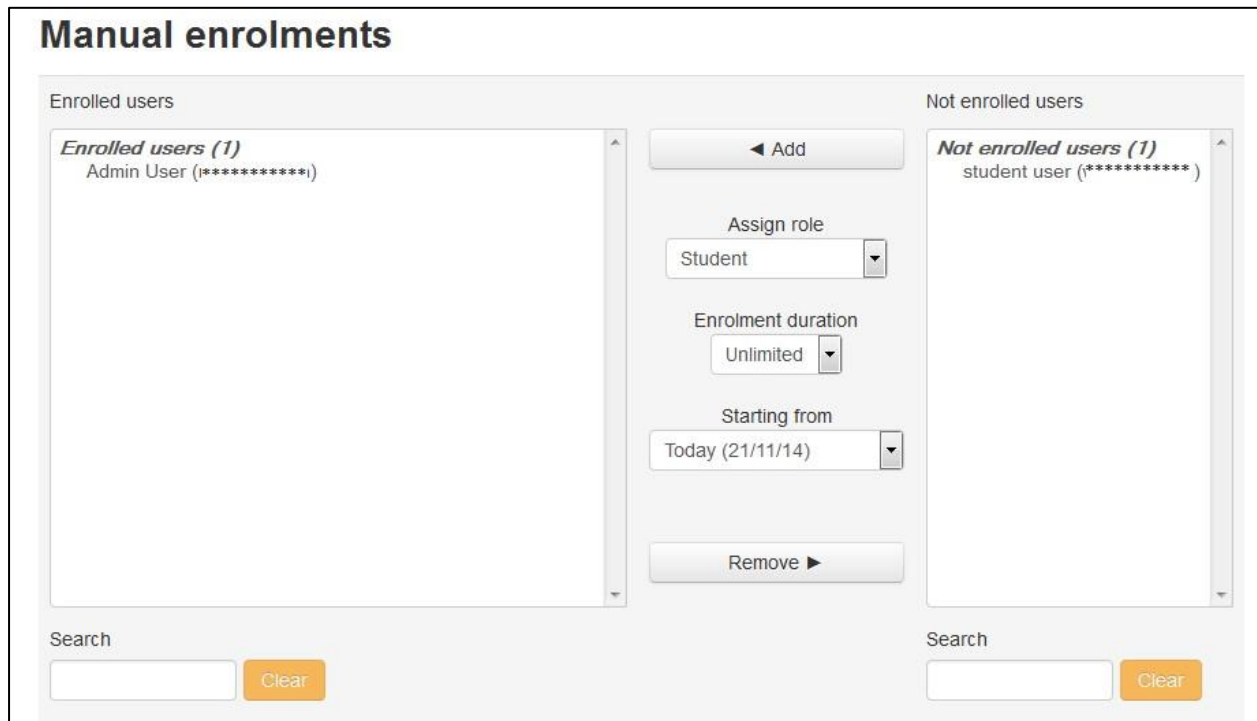 Manual enrolments
Enrolled users
Enrolled users (1)
Admin User (***********)
◄ Add
Assign role
Student
Enrolment duration
Unlimited
Starting from
Today (21/11/14)
Remove ►
Not enrolled users
Not enrolled users (1)
student user (*********** )
Search
Clear
Search
Clear